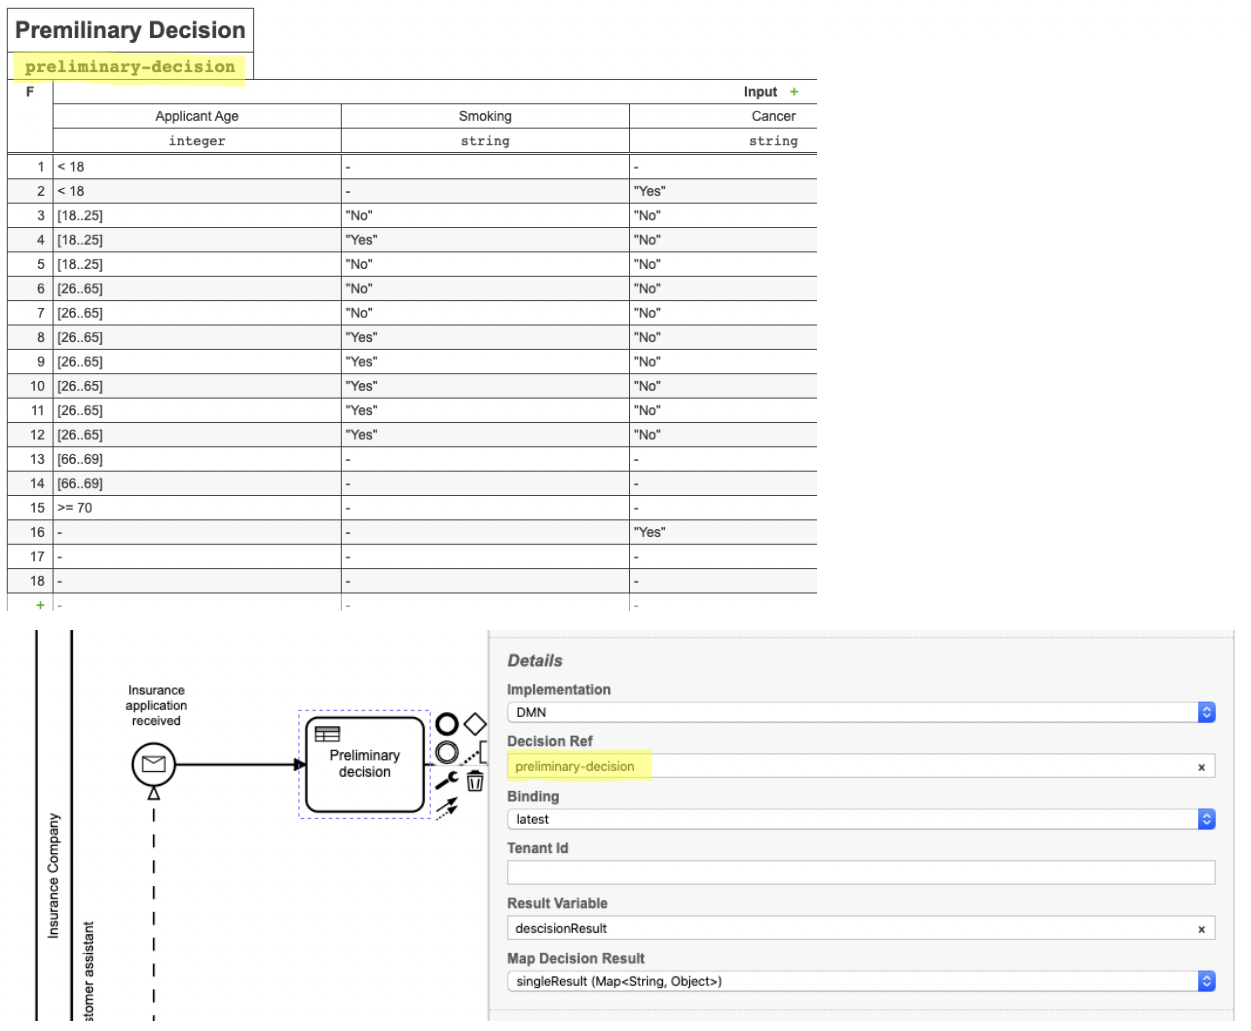 Premilinary Decision
preliminary-decision
F Input +
Applicant Age Smoking Cancer
integer string string
1 < 18 - -
2 < 18 - "Yes"
3 [18..25] "No" "No"
4 [18..25] "Yes" "No"
5 [18..25] "No" "No"
6 [26..65] "No" "No"
7 [26..65] "No" "No"
8 [26..65] "Yes" "No"
9 [26..65] "Yes" "No"
10 [26..65] "Yes" "No"
11 [26..65] "Yes" "No"
12 [26..65] "Yes" "No"
13 [66..69] - -
14 [66..69] - -
15 >= 70 - -
16 - - "Yes"
17 - - -
18 - - -
+ - - -
Insurance Company
stomer assistant
Insurance
application
received
Preliminary
decision
Details
Implementation
DMN
Decision Ref
preliminary-decision x
Binding
latest
Tenant Id
Result Variable
descisionResult x
Map Decision Result
singleResult (Map<String, Object>)